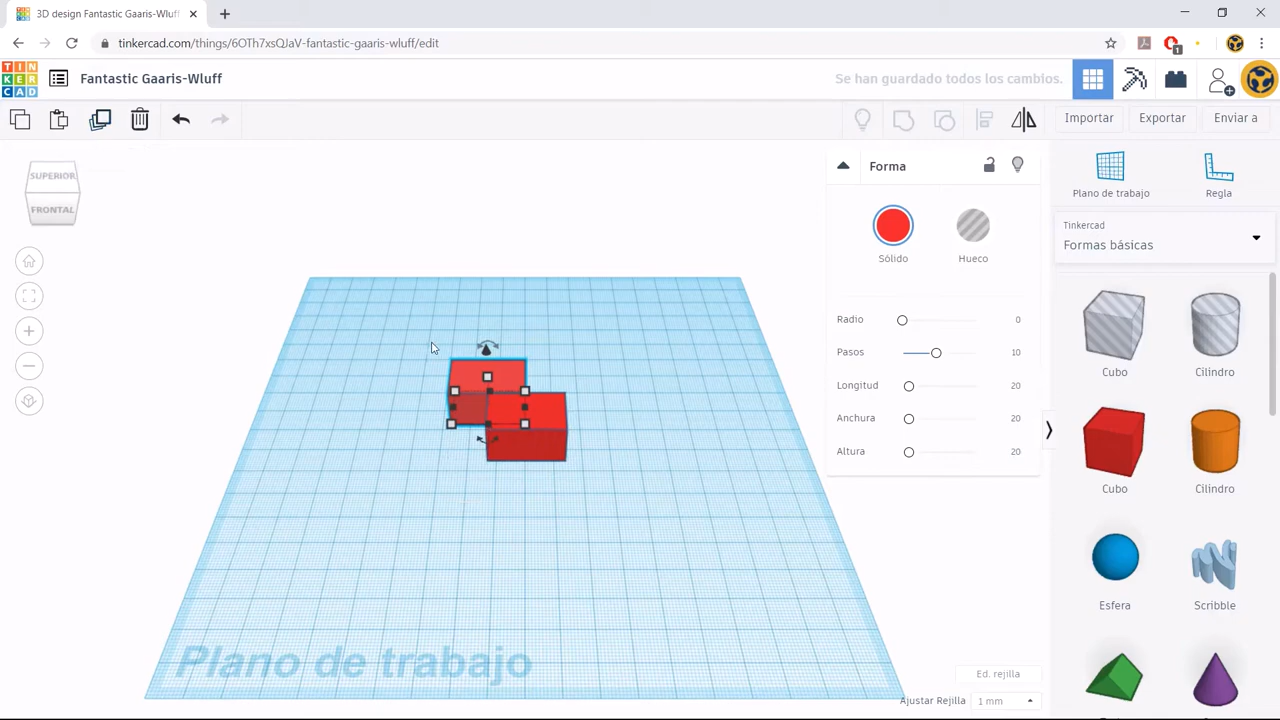 3D design Fantastic Gaaris-Wluff
tinkercad.com/things/6OTh7xsQJaV-fantastic-gaaris-wluff/edit
1
TIN
KER
CAD
Fantastic Gaaris-Wluff
Se han guardado todos los cambios.
Importar
Exportar
Enviar a
SUPERIOR
FRONTAL
Forma
Sólido
Hueco
Radio 0
Pasos 10
Longitud 20
Anchura 20
Altura 20
Plano de trabajo
Regla
Tinkercad
Formas básicas
Cubo
Cilindro
Cubo
Cilindro
Esfera
Scribble
Plano de trabajo
Ed. rejilla
Ajustar Rejilla 1 mm